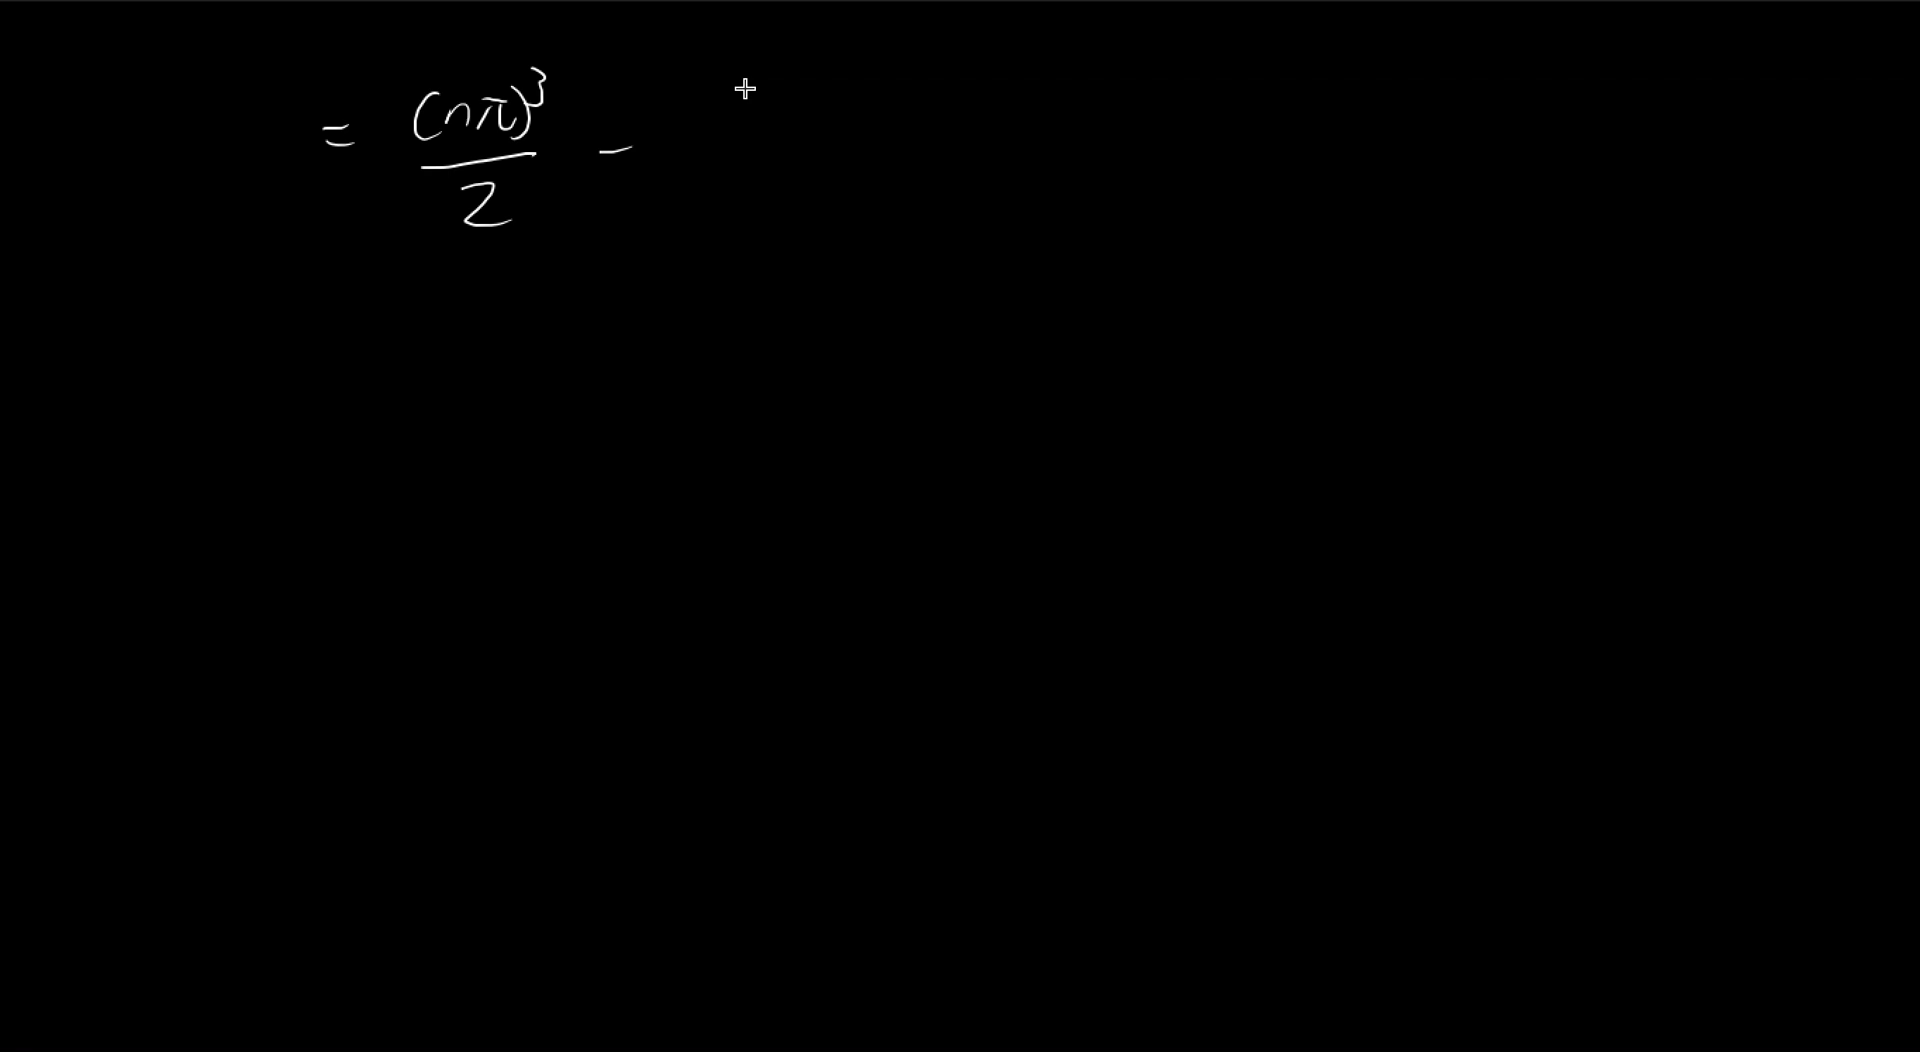 = (nπ)³/2 −